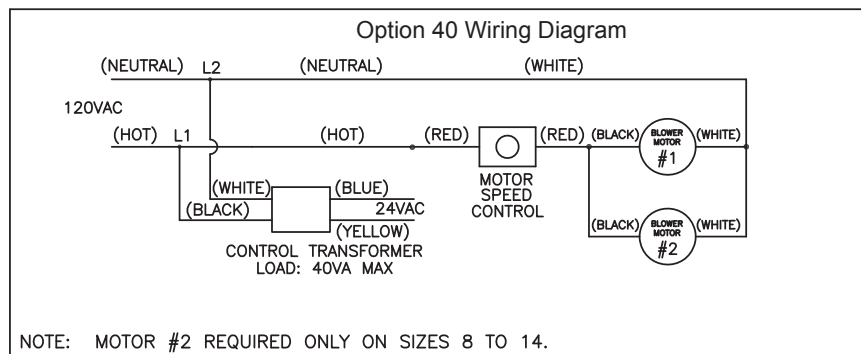 Option 40 Wiring Diagram
(NEUTRAL) L2 (NEUTRAL) (WHITE)
120VAC
(HOT) L1 (HOT) (RED) (RED) (BLACK) BLOWER MOTOR #1 (WHITE)
MOTOR
SPEED
CONTROL
(WHITE) (BLUE)
(BLACK) 24VAC
(YELLOW)
(BLACK) BLOWER MOTOR #2 (WHITE)
CONTROL TRANSFORMER
LOAD: 40VA MAX
NOTE: MOTOR #2 REQUIRED ONLY ON SIZES 8 TO 14.